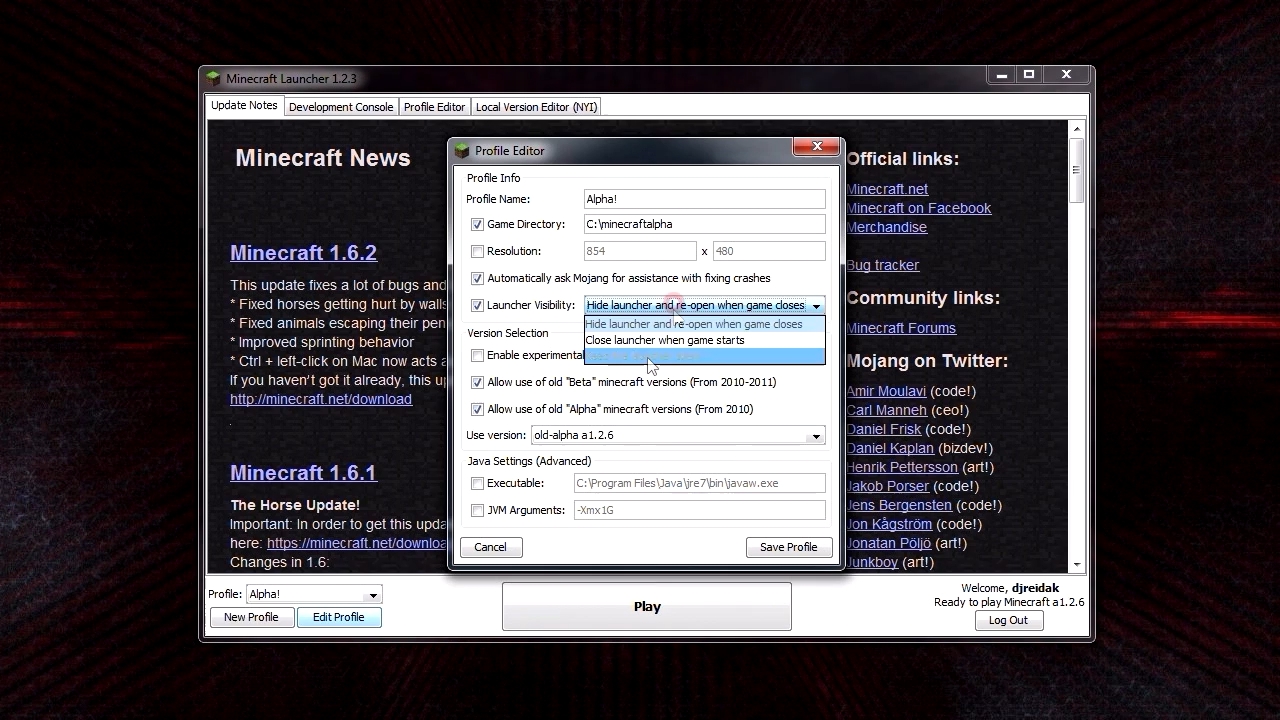 Minecraft Launcher 1.2.3
Update Notes
Development Console
Profile Editor
Local Version Editor (NYI)
Minecraft News
Minecraft 1.6.2
This update fixes a lot of bugs and
* Fixed horses getting hurt by walls
* Fixed animals escaping their pen
* Improved sprinting behavior
* Ctrl + left-click on Mac now acts a
If you haven't got it already, this up
http://minecraft.net/download
Minecraft 1.6.1
The Horse Update!
Important: In order to get this upda
here: https://minecraft.net/downloa
Changes in 1.6:
Profile Editor
Profile Info
Profile Name:
Alpha!
Game Directory:
C:\minecraftalpha
Resolution:
854 x 480
Automatically ask Mojang for assistance with fixing crashes
Launcher Visibility:
Hide launcher and re-open when game closes
Hide launcher and re-open when game closes
Close launcher when game starts
Version Selection
Enable experimental
Allow use of old "Beta" minecraft versions (From 2010-2011)
Allow use of old "Alpha" minecraft versions (From 2010)
Use version:
old-alpha a1.2.6
Java Settings (Advanced)
Executable:
C:\Program Files\Java\jre7\bin\javaw.exe
JVM Arguments:
-Xmx1G
Cancel
Save Profile
Official links:
Minecraft.net
Minecraft on Facebook
Merchandise
Bug tracker
Community links:
Minecraft Forums
Mojang on Twitter:
Amir Moulavi (code!)
Carl Manneh (ceo!)
Daniel Frisk (code!)
Daniel Kaplan (bizdev!)
Henrik Pettersson (art!)
Jakob Porser (code!)
Jens Bergensten (code!)
Jon Kågström (code!)
Jonatan Pöljö (art!)
Junkboy (art!)
Profile:
Alpha!
New Profile
Edit Profile
Play
Welcome, djreidak
Ready to play Minecraft a1.2.6
Log Out